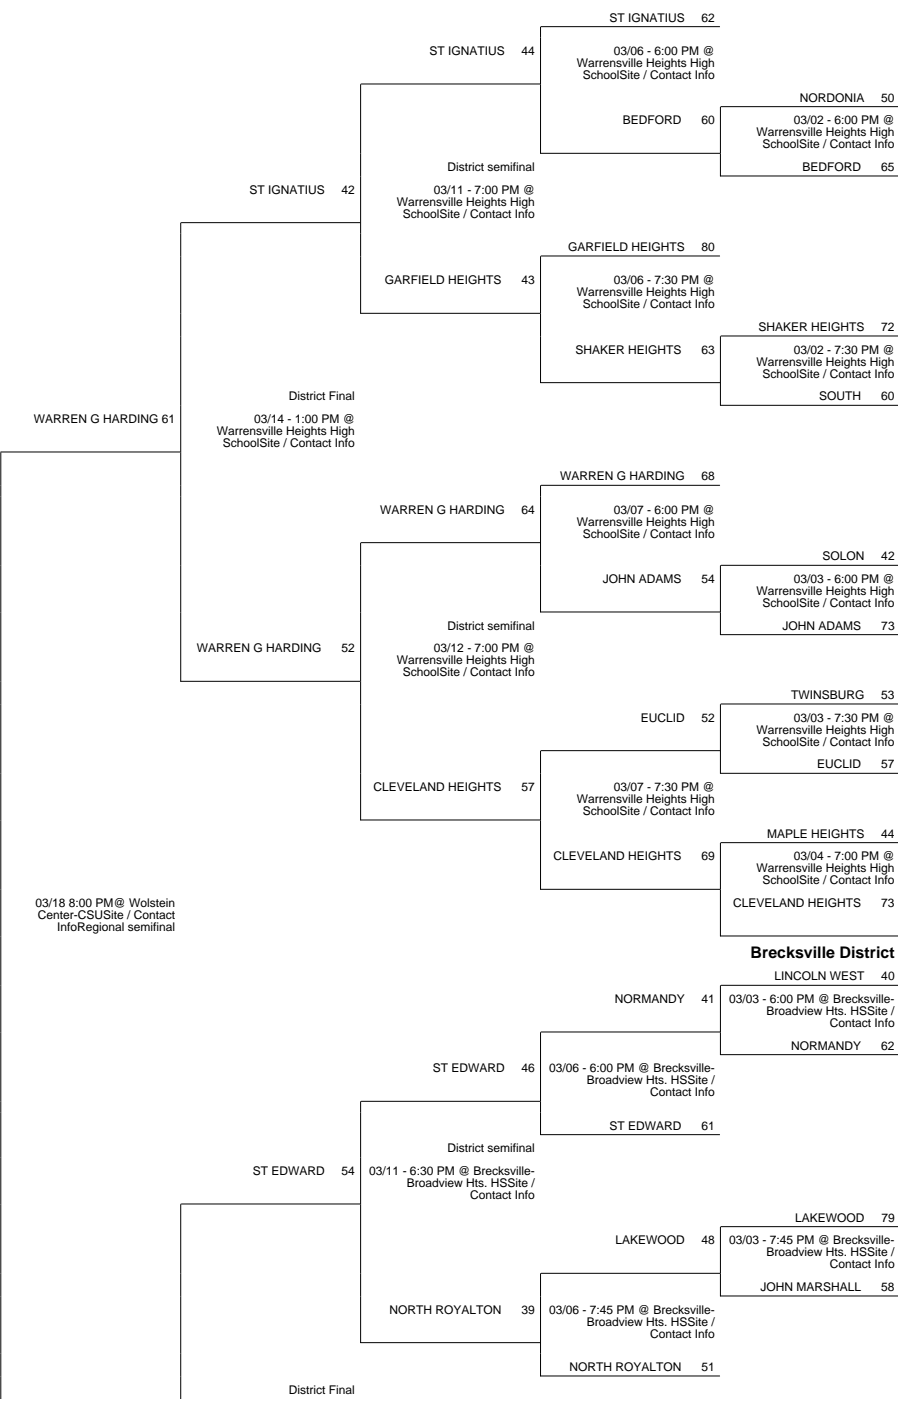 ST IGNATIUS 62
ST IGNATIUS 44
03/06 - 6:00 PM @
Warrensville Heights High
SchoolSite / Contact Info
NORDONIA 50
BEDFORD 60
03/02 - 6:00 PM @
Warrensville Heights High
SchoolSite / Contact Info
BEDFORD 65
District semifinal
ST IGNATIUS 42
03/11 - 7:00 PM @
Warrensville Heights High
SchoolSite / Contact Info
GARFIELD HEIGHTS 80
GARFIELD HEIGHTS 43
03/06 - 7:30 PM @
Warrensville Heights High
SchoolSite / Contact Info
SHAKER HEIGHTS 72
SHAKER HEIGHTS 63
03/02 - 7:30 PM @
Warrensville Heights High
SchoolSite / Contact Info
SOUTH 60
District Final
WARREN G HARDING 61
03/14 - 1:00 PM @
Warrensville Heights High
SchoolSite / Contact Info
WARREN G HARDING 68
WARREN G HARDING 64
03/07 - 6:00 PM @
Warrensville Heights High
SchoolSite / Contact Info
SOLON 42
JOHN ADAMS 54
03/03 - 6:00 PM @
Warrensville Heights High
SchoolSite / Contact Info
JOHN ADAMS 73
District semifinal
WARREN G HARDING 52
03/12 - 7:00 PM @
Warrensville Heights High
SchoolSite / Contact Info
TWINSBURG 53
EUCLID 52
03/03 - 7:30 PM @
Warrensville Heights High
SchoolSite / Contact Info
EUCLID 57
CLEVELAND HEIGHTS 57
03/07 - 7:30 PM @
Warrensville Heights High
SchoolSite / Contact Info
MAPLE HEIGHTS 44
CLEVELAND HEIGHTS 69
03/04 - 7:00 PM @
Warrensville Heights High
SchoolSite / Contact Info
CLEVELAND HEIGHTS 73
03/18 8:00 PM@ Wolstein
Center-CSUSite / Contact
InfoRegional semifinal
Brecksville District
LINCOLN WEST 40
NORMANDY 41
03/03 - 6:00 PM @ Brecksville-
Broadview Hts. HSSite /
Contact Info
NORMANDY 62
ST EDWARD 46
03/06 - 6:00 PM @ Brecksville-
Broadview Hts. HSSite /
Contact Info
ST EDWARD 61
District semifinal
ST EDWARD 54
03/11 - 6:30 PM @ Brecksville-
Broadview Hts. HSSite /
Contact Info
LAKEWOOD 79
LAKEWOOD 48
03/03 - 7:45 PM @ Brecksville-
Broadview Hts. HSSite /
Contact Info
JOHN MARSHALL 58
NORTH ROYALTON 39
03/06 - 7:45 PM @ Brecksville-
Broadview Hts. HSSite /
Contact Info
NORTH ROYALTON 51
District Final